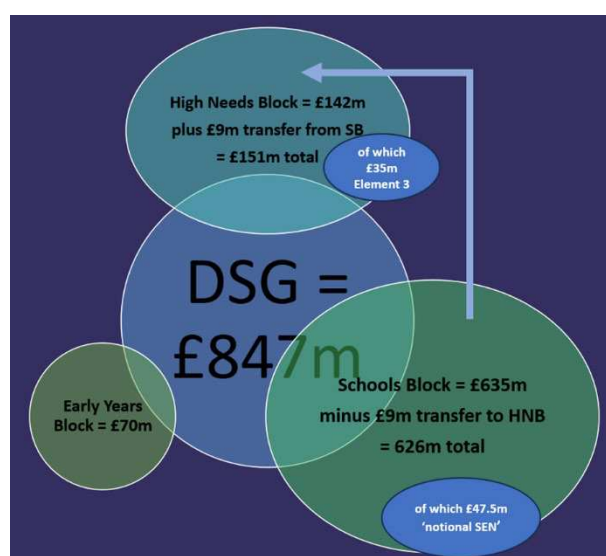 High Needs Block = £142m
plus £9m transfer from SB
= £151m total
of which
£35m
Element 3
DSG =
£847m
Early Years
Block = £70m
Schools Block = £635m
minus £9m transfer to HNB
= 626m total
of which £47.5m
‘notional SEN’